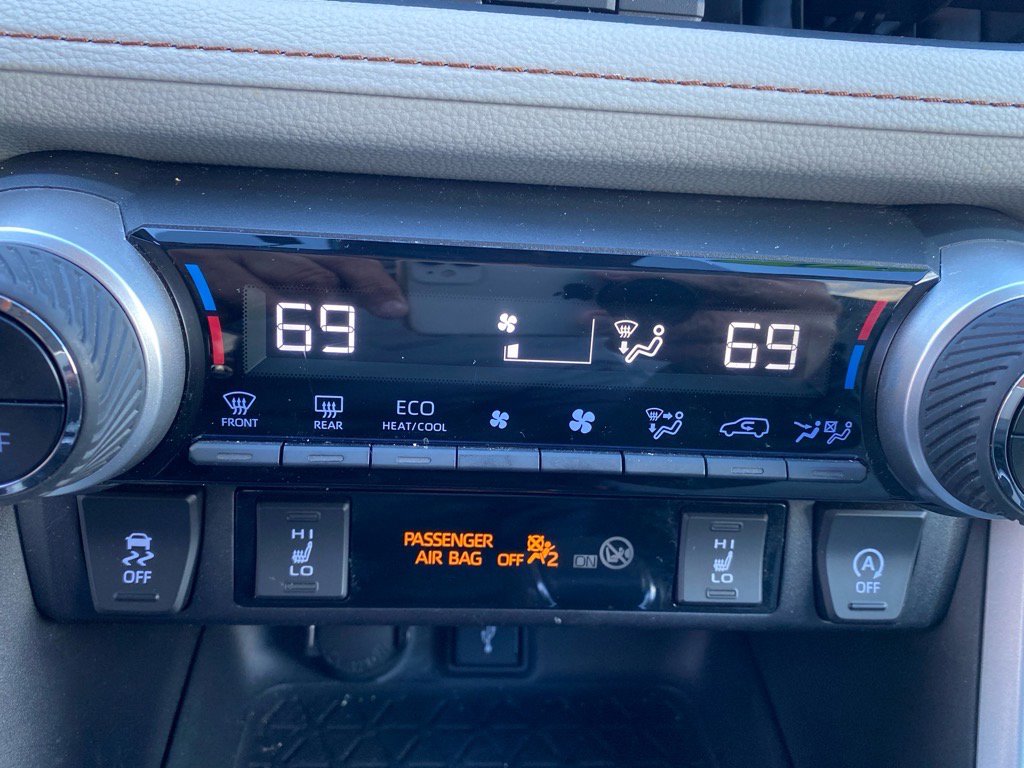 69
69
FRONT
REAR
ECO
HEAT/COOL
FF
OFF
HI
LO
PASSENGER
AIR BAG OFF 2
ON
HI
LO
A
OFF